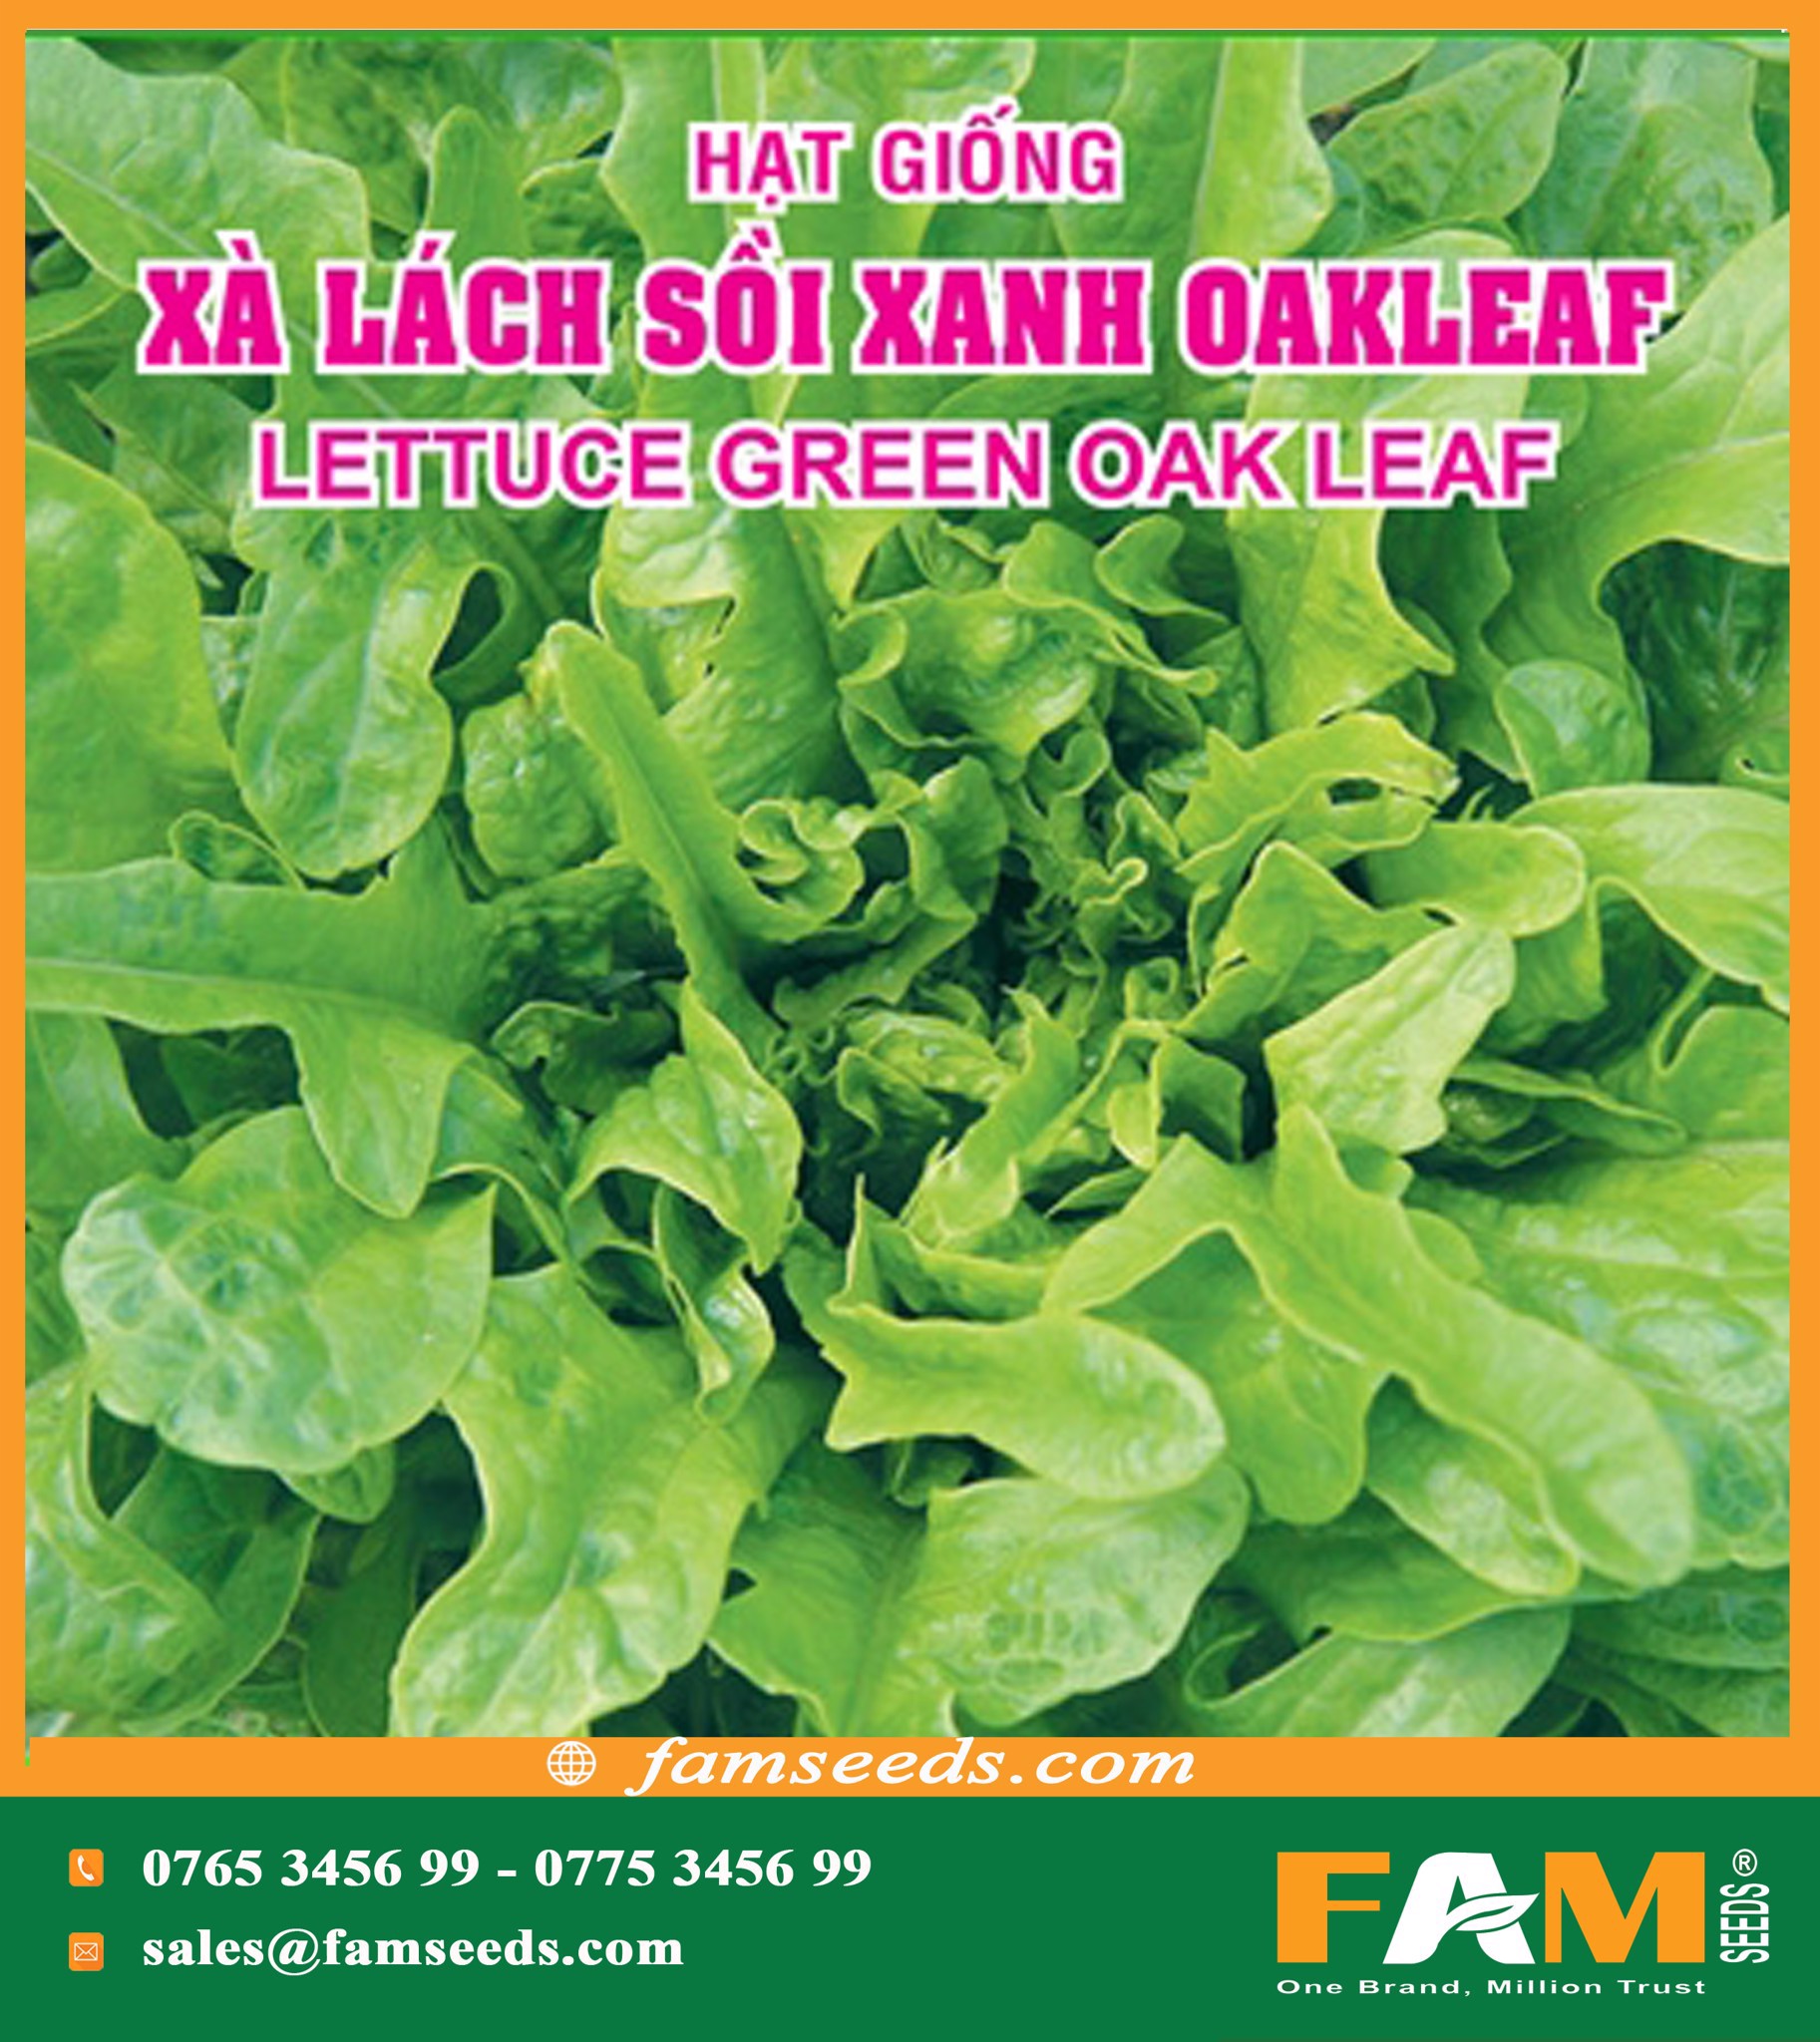 HẠT GIỐNG
XÀ LÁCH SỒI XANH OAKLEAF
LETTUCE GREEN OAK LEAF
famseeds.com
0765 3456 99 - 0775 3456 99
sales@famseeds.com
FAM SEEDS®
One Brand, Million Trust